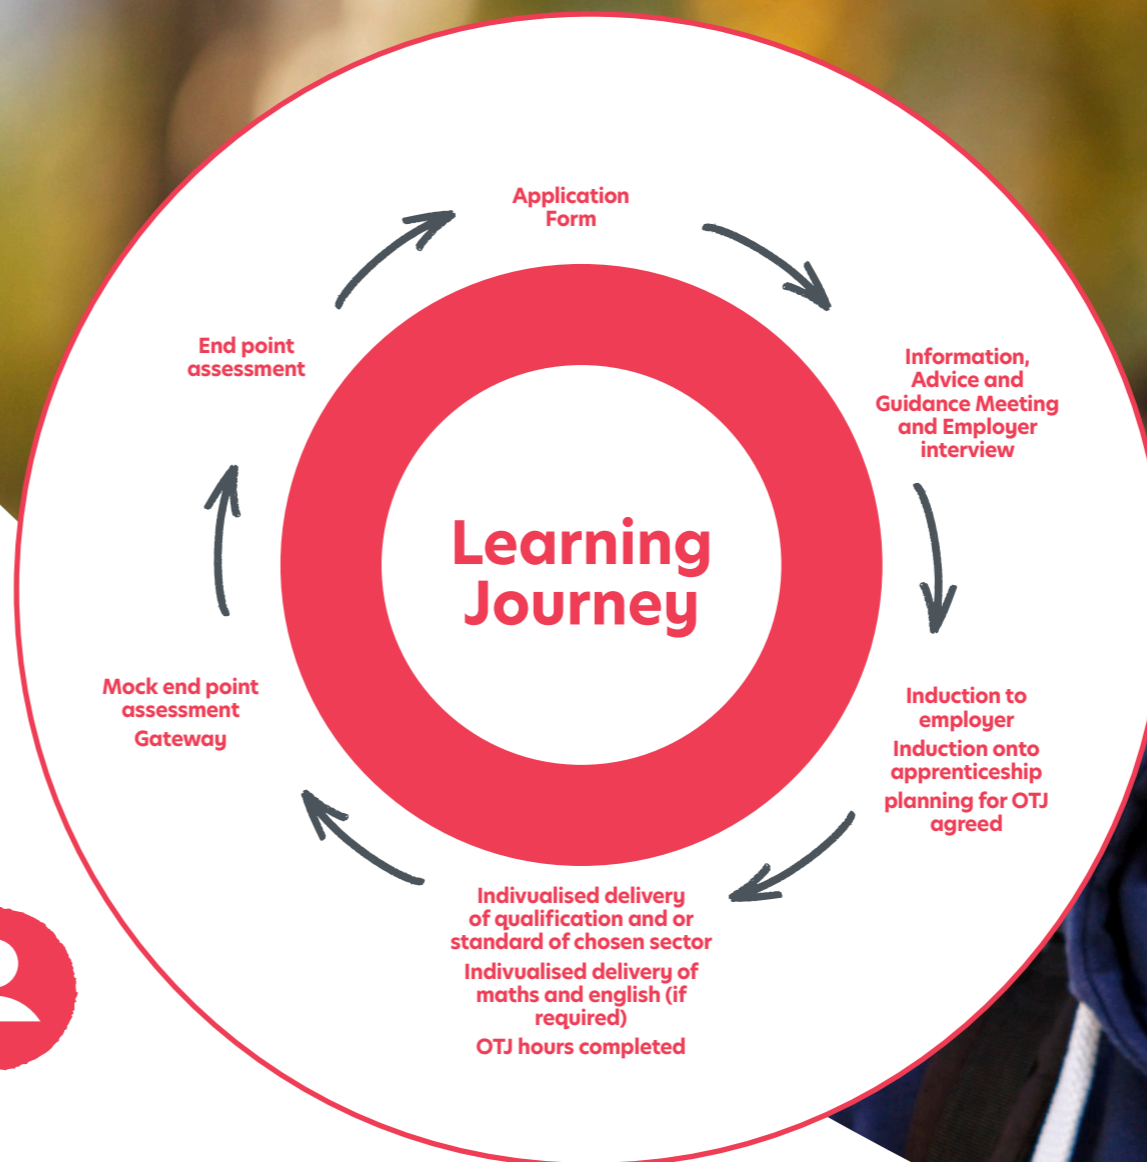 Application
Form
Information,
Advice and
Guidance Meeting
and Employer
interview
Induction to
employer
Induction onto
apprenticeship
planning for OTJ
agreed
Indivualised delivery
of qualification and or
standard of chosen sector
Indivualised delivery of
maths and english (if
required)
OTJ hours completed
Mock end point
assessment
Gateway
End point
assessment
Learning
Journey